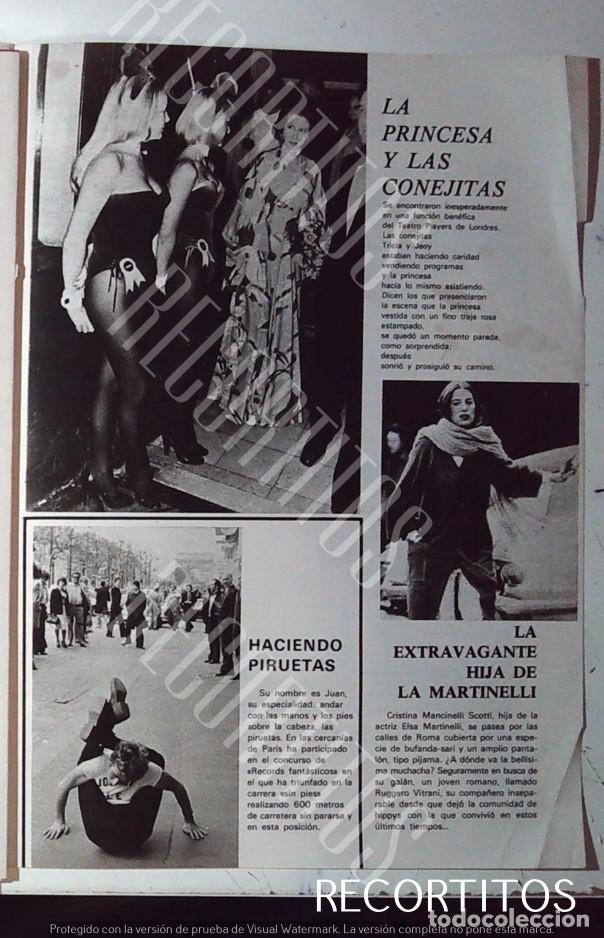 LA
PRINCESA
Y LAS
CONEJITAS
Se encontraron inesperadamente
en una función benéfica
del Teatro Players de Londres.
Las conejitas
Tricia y Jeoy
estaban haciendo caridad
vendiendo programas
y la princesa
hacía lo mismo asistiendo.
Dicen los que presenciaron
la escena que la princesa
vestida con un fino traje rosa
estampado,
se quedó un momento parada,
como sorprendida;
después
sonrió y prosiguió su camino.
HACIENDO
PIRUETAS
Su nombre es Juan,
su especialidad: andar
con las manos y los pies
sobre la cabeza, las
piruetas. En las cercanías
de París ha participado
en el concurso de
«Records fantásticos» en
el que ha triunfado en la
carrera «sin pies»
realizando 600 metros
de carretera sin pararse y
en esta posición.
LA
EXTRAVAGANTE
HIJA DE
LA MARTINELLI
Cristina Mancinelli Scotti, hija de la
actriz Elsa Martinelli, se pasea por las
calles de Roma cubierta por una espe-
cie de bufanda-sari y un amplio panta-
lón, tipo pijama. ¿A dónde va la bellísi-
ma muchacha? Seguramente en busca de
su galán, un joven romano, llamado
Ruggero Vitrani, su compañero insepa-
rable desde que dejó la comunidad de
hippys con la que convivió en estos
últimos tiempos...
RECORTITOS
RECORTITOS
RECORTITOS
RECORTITOS
RECORTITOS
RECORTITOS
RECORTITOS
todocoleccion
Protegido con la versión de prueba de Visual Watermark. La versión completa no pone esta marca.